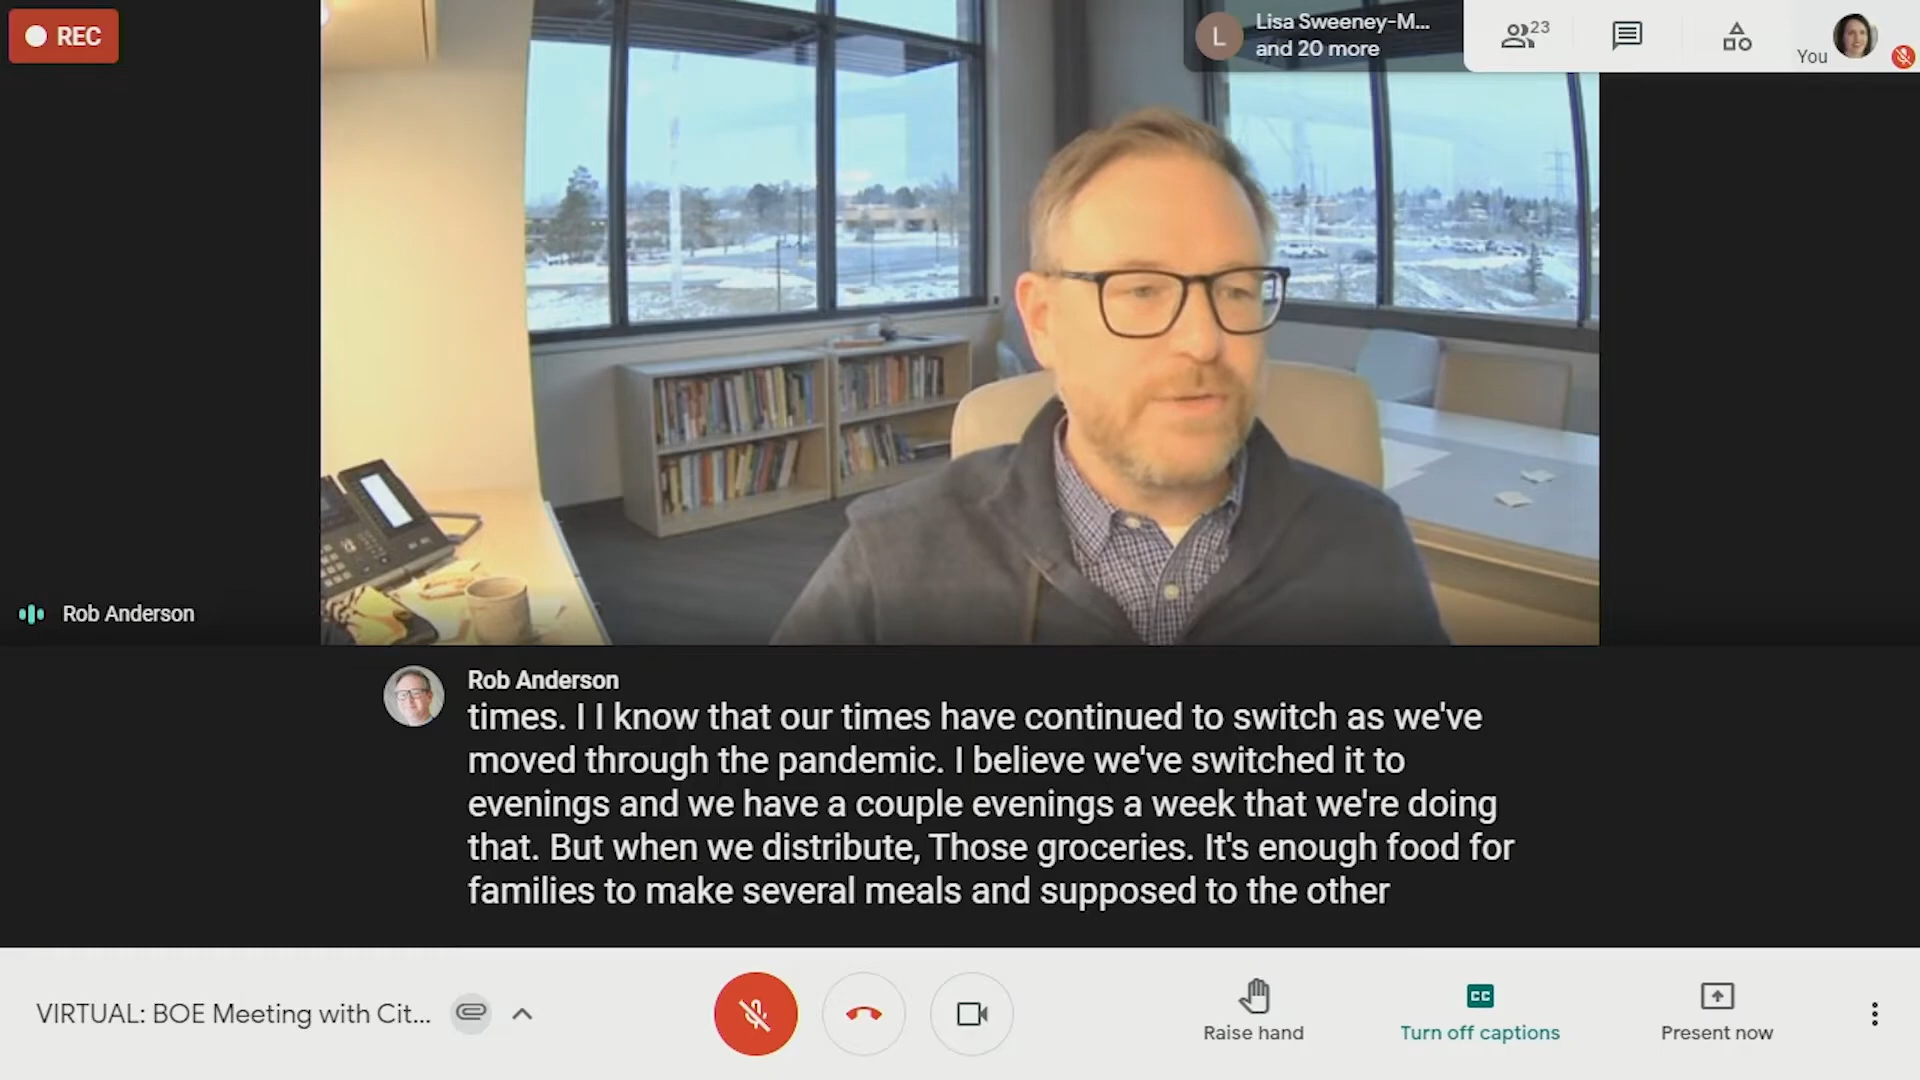 REC
Lisa Sweeney-M...
and 20 more
23
You
L
Rob Anderson
Rob Anderson
times. I I know that our times have continued to switch as we've
moved through the pandemic. I believe we've switched it to
evenings and we have a couple evenings a week that we're doing
that. But when we distribute, Those groceries. It's enough food for
families to make several meals and supposed to the other
VIRTUAL: BOE Meeting with Cit...
Raise hand
CC
Turn off captions
Present now